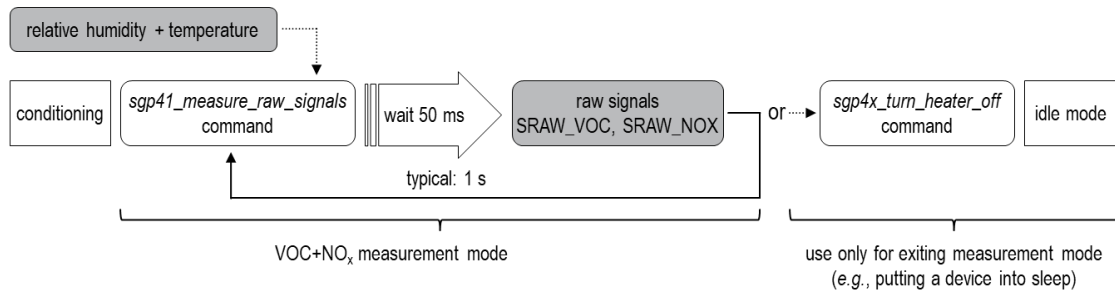 relative humidity + temperature
conditioning
sgp41_measure_raw_signals
command
wait 50 ms
raw signals
SRAW_VOC, SRAW_NOX
or
sgp4x_turn_heater_off
command
idle mode
typical: 1 s
VOC+NOx measurement mode
use only for exiting measurement mode
(e.g., putting a device into sleep)